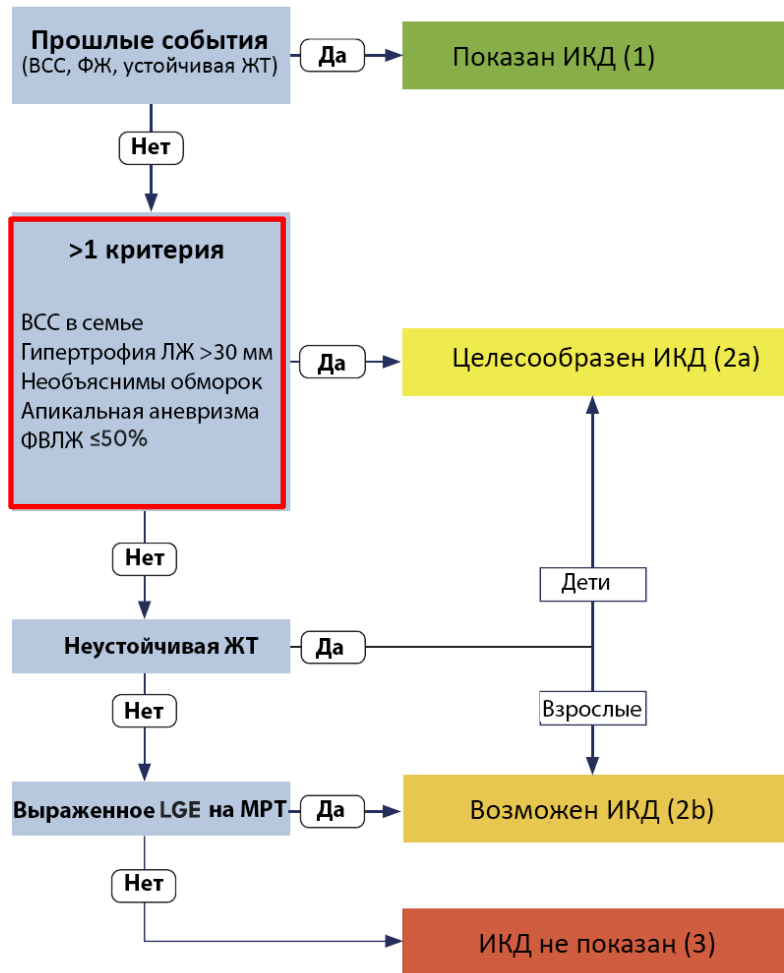 Прошлые события
(ВСС, ФЖ, устойчивая ЖТ)
Да
Показан ИКД (1)
Нет
>1 критерия
ВСС в семье
Гипертрофия ЛЖ >30 мм
Необъяснимы обморок
Апикальная аневризма
ФВЛЖ ≤50%
Да
Целесообразен ИКД (2a)
Нет
Дети
Неустойчивая ЖТ
Да
Нет
Взрослые
Выраженное LGE на МРТ
Да
Возможен ИКД (2b)
Нет
ИКД не показан (3)